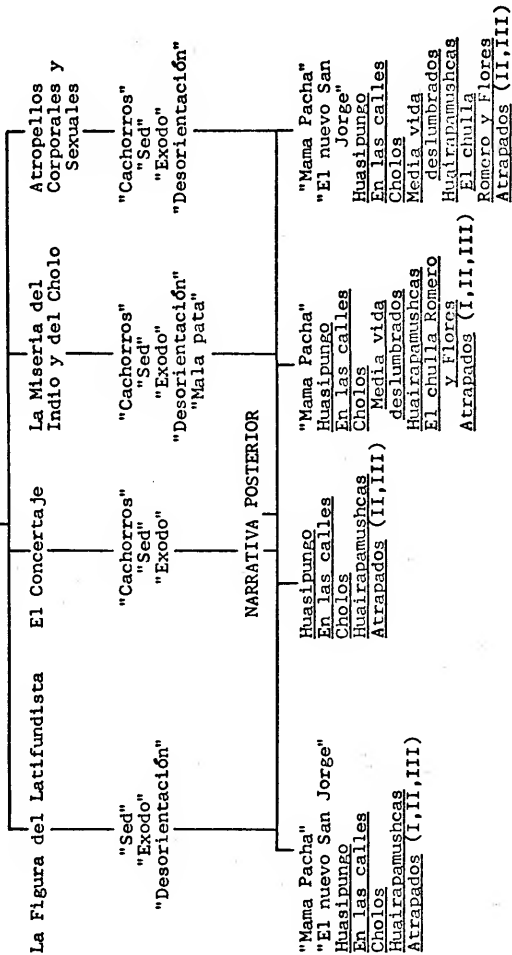 La Figura del Latifundista
"Sed"
"Exodo"
"Desorientación"
El Concertaje
"Cachorros"
"Sed"
"Exodo"
La Miseria del
Indio y del Cholo
"Cachorros"
"Sed"
"Exodo"
"Desorientación"
"Mala pata"
Atropellos
Corporales y
Sexuales
"Cachorros"
"Sed"
"Exodo"
"Desorientación"
NARRATIVA POSTERIOR
"Mama Pacha"
"El nuevo San Jorge"
Huasipungo
En las calles
Cholos
Huairapamushcas
Atrapados (I,II,III)
Huasipungo
En las calles
Cholos
Huairapamushcas
Atrapados (II,III)
"Mama Pacha"
Huasipungo
En las calles
Cholos
Media vida
deslumbrados
Huairapamushcas
El chulla Romero
y Flores
Atrapados (I,II,III)
"Mama Pacha"
"El nuevo San
Jorge"
Huasipungo
En las calles
Cholos
Media vida
deslumbrados
Huairapamushcas
El chulla
Romero y Flores
Atrapados (II,III)